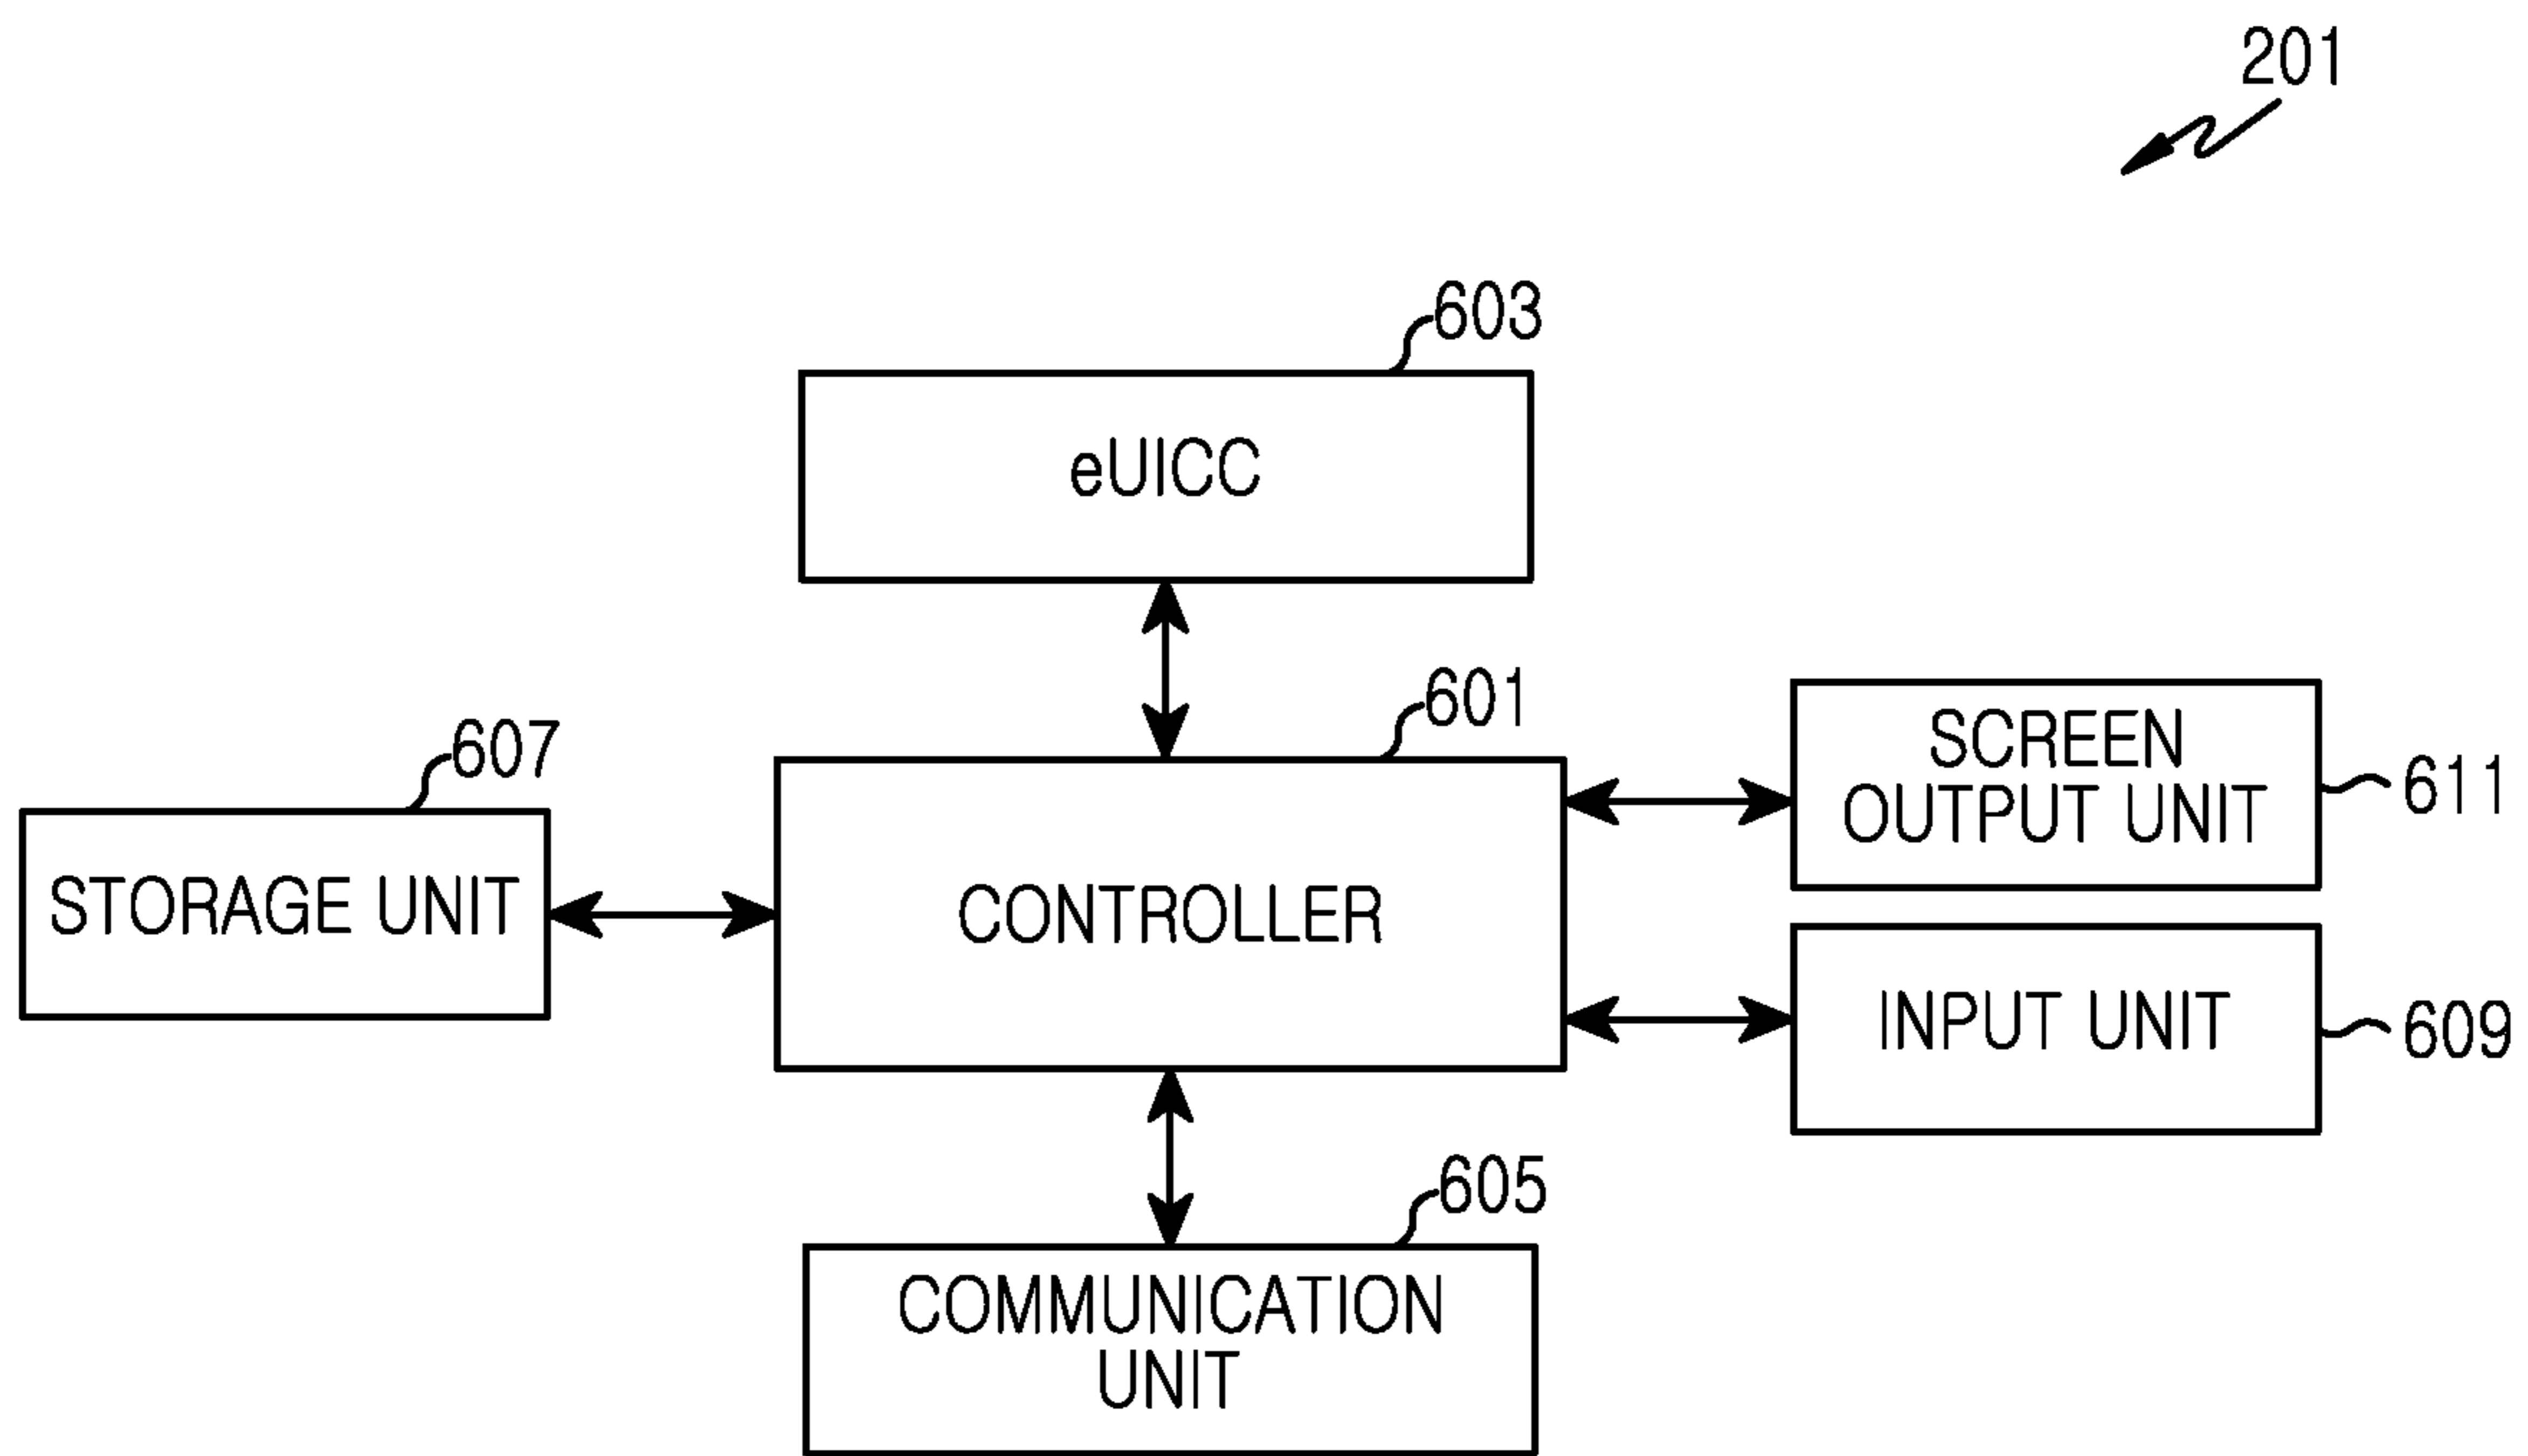 201
603
eUICC
601
607
SCREEN
OUTPUT UNIT
611
STORAGE UNIT
CONTROLLER
INPUT UNIT
609
605
COMMUNICATION
UNIT